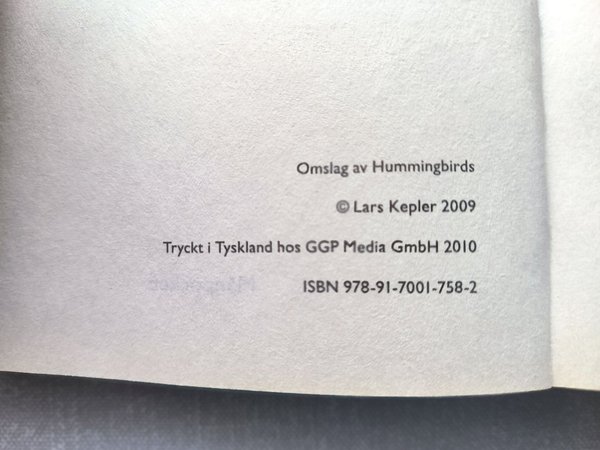 Omslag av Hummingbirds
© Lars Kepler 2009
Tryckt i Tyskland hos GGP Media GmbH 2010
ISBN 978-91-7001-758-2